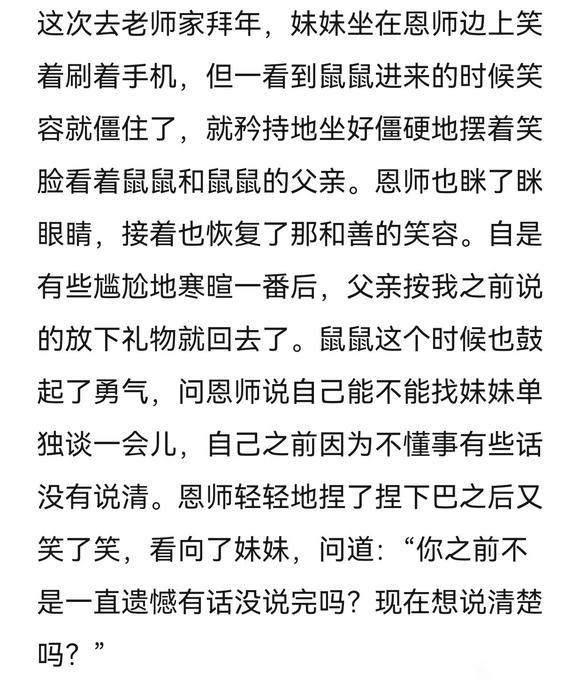 这次去老师家拜年，妹妹坐在恩师边上笑
着刷着手机，但一看到鼠鼠进来的时候笑
容就僵住了，就矜持地坐好僵硬地摆着笑
脸看着鼠鼠和鼠鼠的父亲。恩师也眯了眯
眼睛，接着也恢复了那和善的笑容。自是
有些尴尬地寒暄一番后，父亲按我之前说
的放下礼物就回去了。鼠鼠这个时候也鼓
起了勇气，问恩师说自己能不能找妹妹单
独谈一会儿，自己之前因为不懂事有些话
没有说清。恩师轻轻地捏了捏下巴之后又
笑了笑，看向了妹妹，问道：“你之前不
是一直遗憾有话没说完吗？现在想说清楚
吗？”